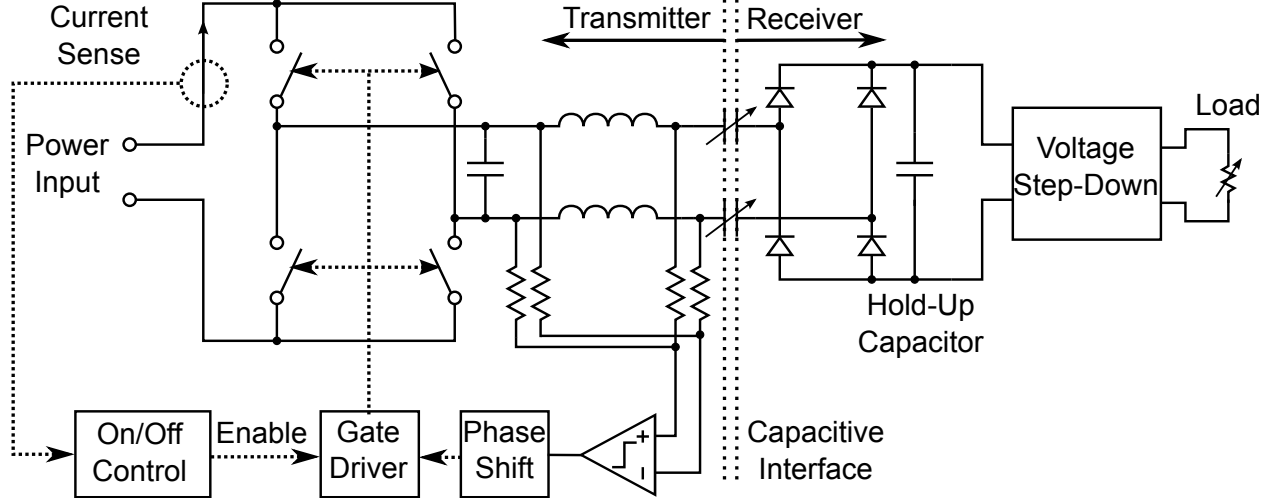 Current
Sense
Transmitter
Receiver
Power
Input
Voltage
Step-Down
Load
Hold-Up
Capacitor
On/Off
Control
Enable
Gate
Driver
Phase
Shift
+
-
Capacitive
Interface